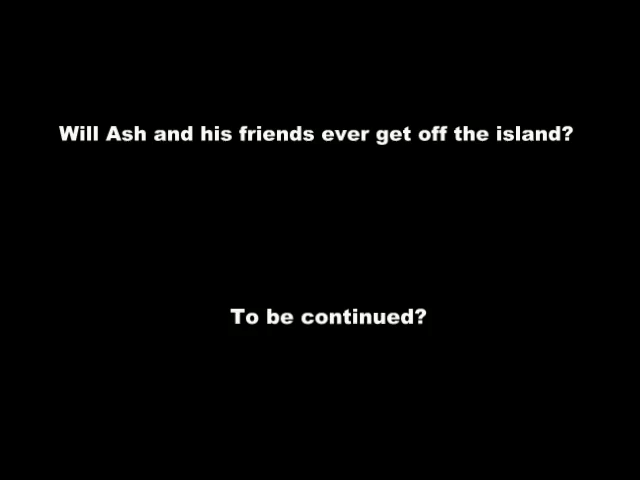 Will Ash and his friends ever get off the island?
To be continued?